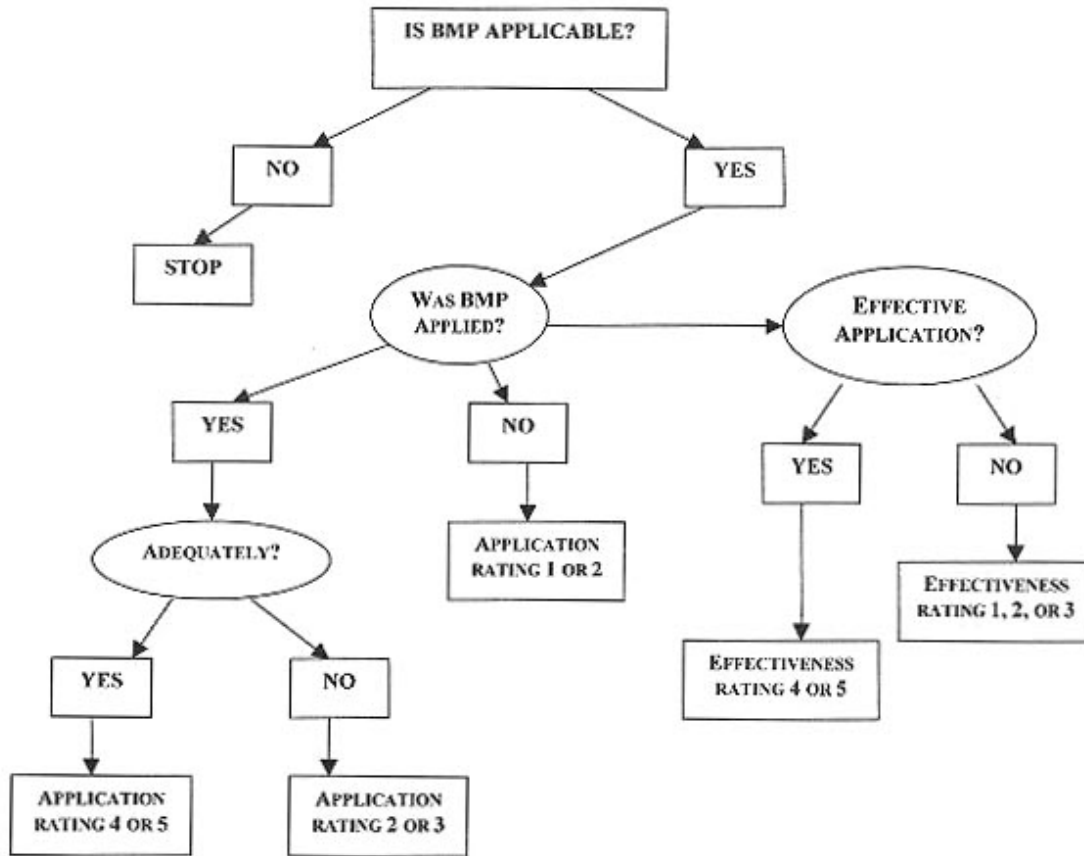 IS BMP APPLICABLE?
NO
YES
STOP
WAS BMP
APPLIED?
EFFECTIVE
APPLICATION?
YES
NO
YES
NO
ADEQUATELY?
APPLICATION
RATING 1 OR 2
EFFECTIVENESS
RATING 1, 2, OR 3
YES
NO
EFFECTIVENESS
RATING 4 OR 5
APPLICATION
RATING 4 OR 5
APPLICATION
RATING 2 OR 3